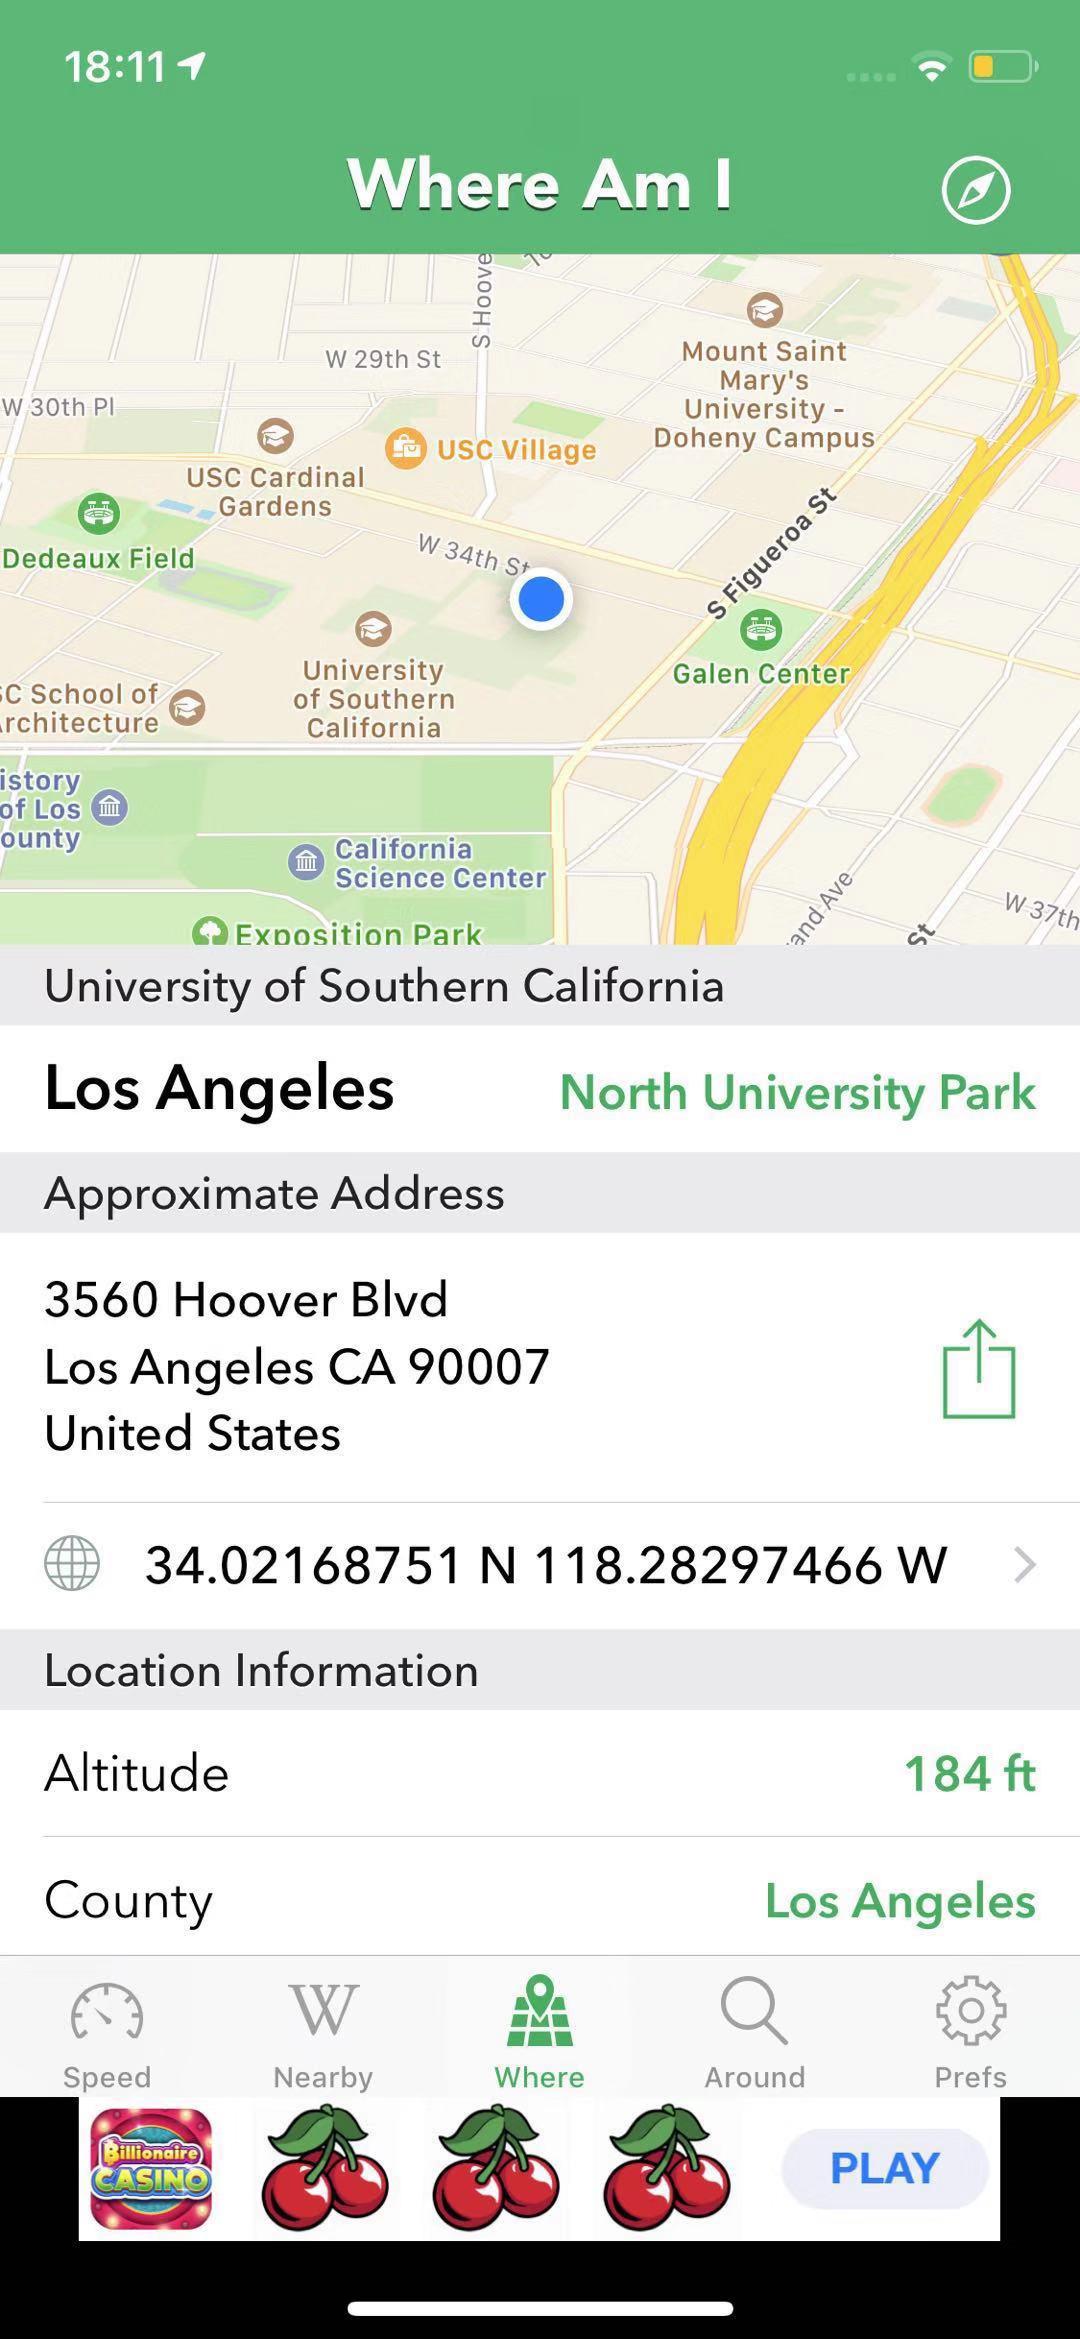 18:11
Where Am I
S Hoove
W 29th St
Mount Saint
Mary's
University -
Doheny Campus
W 30th Pl
USC Village
USC Cardinal
Gardens
Dedeaux Field
W 34th St
S Figueroa St
Galen Center
University
of Southern
California
SC School of
Architecture
istory
of Los
ounty
California
Science Center
Exposition Park
and Ave
St
W 37th
University of Southern California
Los Angeles
North University Park
Approximate Address
3560 Hoover Blvd
Los Angeles CA 90007
United States
34.02168751 N 118.28297466 W
Location Information
Altitude
184 ft
County
Los Angeles
W
Speed
Nearby
Where
Around
Prefs
Billionaire
CASINO
PLAY